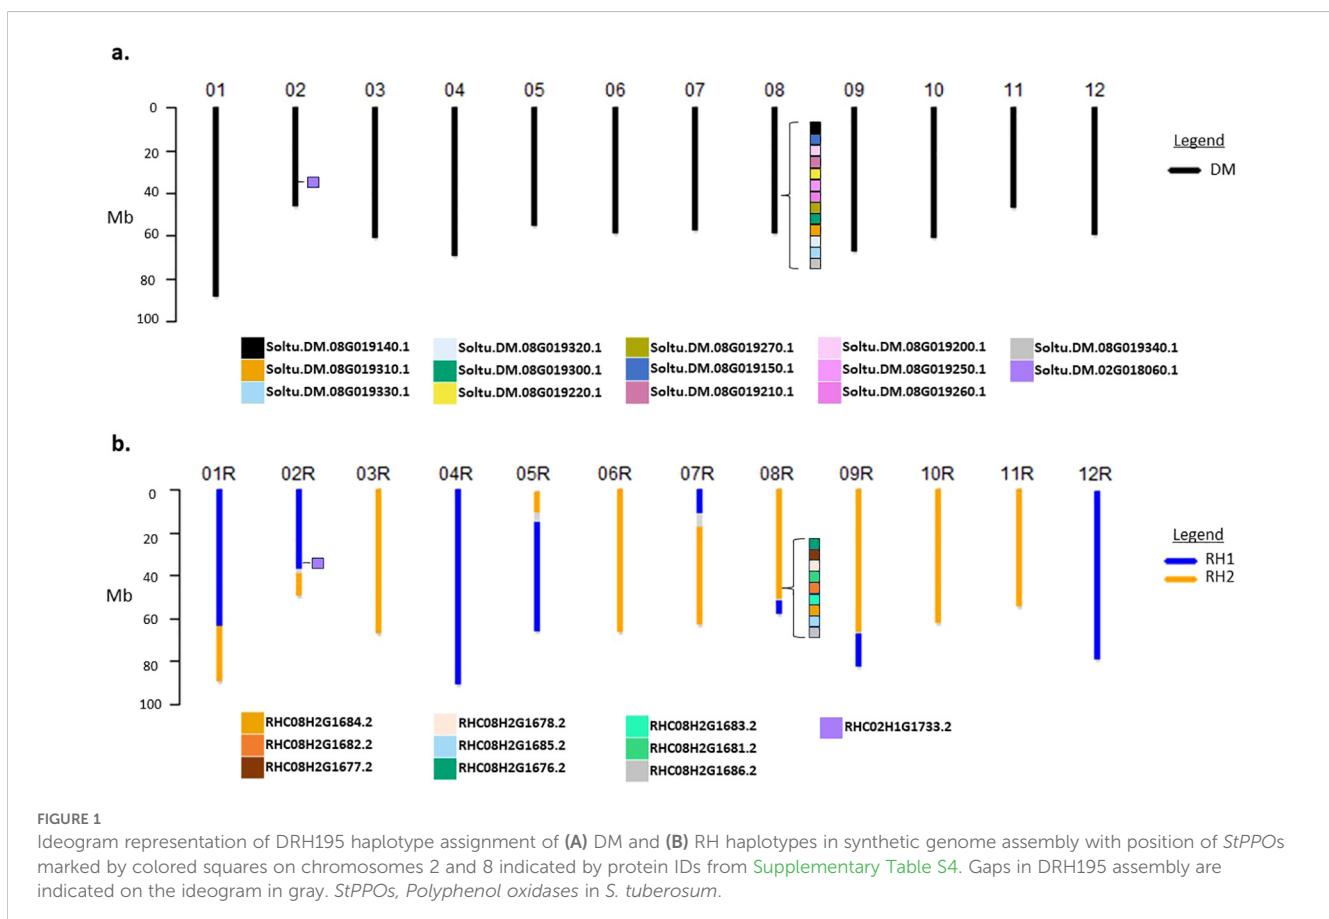 a.
01 02 03 04 05 06 07 08 09 10 11 12
0
20
40
60
80
100
Mb
Legend
DM
Soltu.DM.08G019140.1 Soltu.DM.08G019320.1 Soltu.DM.08G019270.1 Soltu.DM.08G019200.1 Soltu.DM.08G019340.1
Soltu.DM.08G019310.1 Soltu.DM.08G019300.1 Soltu.DM.08G019150.1 Soltu.DM.08G019250.1 Soltu.DM.02G018060.1
Soltu.DM.08G019330.1 Soltu.DM.08G019220.1 Soltu.DM.08G019210.1 Soltu.DM.08G019260.1
b.
01R 02R 03R 04R 05R 06R 07R 08R 09R 10R 11R 12R
0
20
40
60
80
100
Mb
Legend
RH1
RH2
RHC08H2G1684.2 RHC08H2G1678.2 RHC08H2G1683.2 RHC02H1G1733.2
RHC08H2G1682.2 RHC08H2G1685.2 RHC08H2G1681.2
RHC08H2G1677.2 RHC08H2G1676.2 RHC08H2G1686.2
FIGURE 1
Ideogram representation of DRH195 haplotype assignment of (A) DM and (B) RH haplotypes in synthetic genome assembly with position of StPPOs
marked by colored squares on chromosomes 2 and 8 indicated by protein IDs from Supplementary Table S4. Gaps in DRH195 assembly are
indicated on the ideogram in gray. StPPOs, Polyphenol oxidases in S. tuberosum.